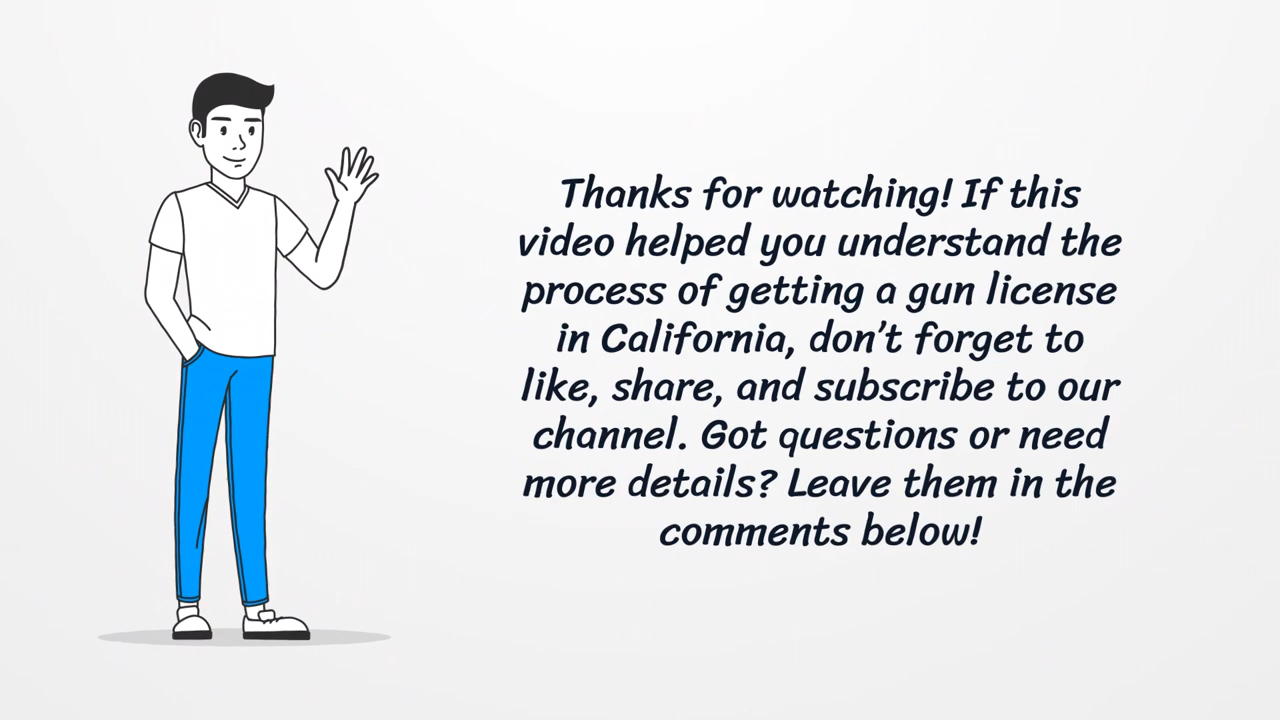 Thanks for watching! If this
video helped you understand the
process of getting a gun license
in California, don’t forget to
like, share, and subscribe to our
channel. Got questions or need
more details? Leave them in the
comments below!